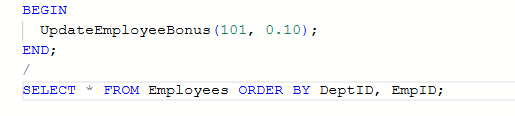 BEGIN
UpdateEmployeeBonus(101, 0.10);
END;
/
SELECT * FROM Employees ORDER BY DeptID, EmpID;